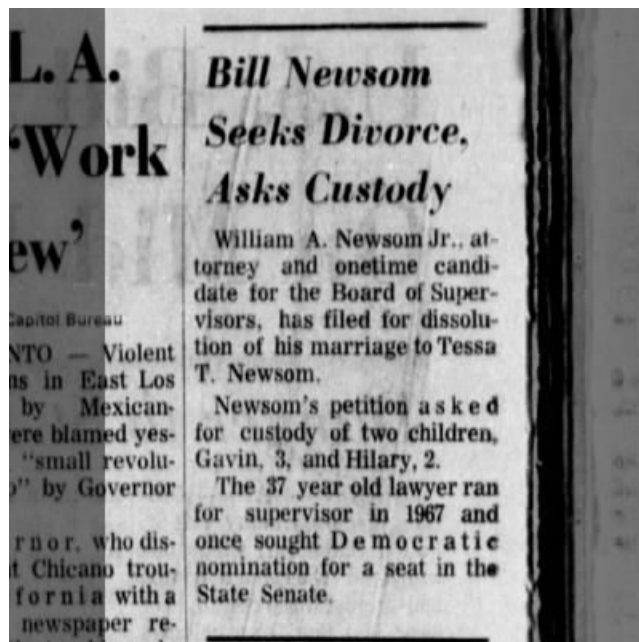 L. A.
'Work
ew'
Capitol Bureau
NTO — Violent
ns in East Los
by Mexican-
ere blamed yes-
"small revolu-
o" by Governor
rnor, who dis-
t Chicano trou-
fornia with a
newspaper re-
Bill Newsom
Seeks Divorce,
Asks Custody
William A. Newsom Jr., at-
torney and onetime candi-
date for the Board of Super-
visors, has filed for dissolu-
tion of his marriage to Tessa
T. Newsom.
Newsom's petition asked
for custody of two children,
Gavin, 3, and Hilary, 2.
The 37 year old lawyer ran
for supervisor in 1967 and
once sought Democratic
nomination for a seat in the
State Senate.